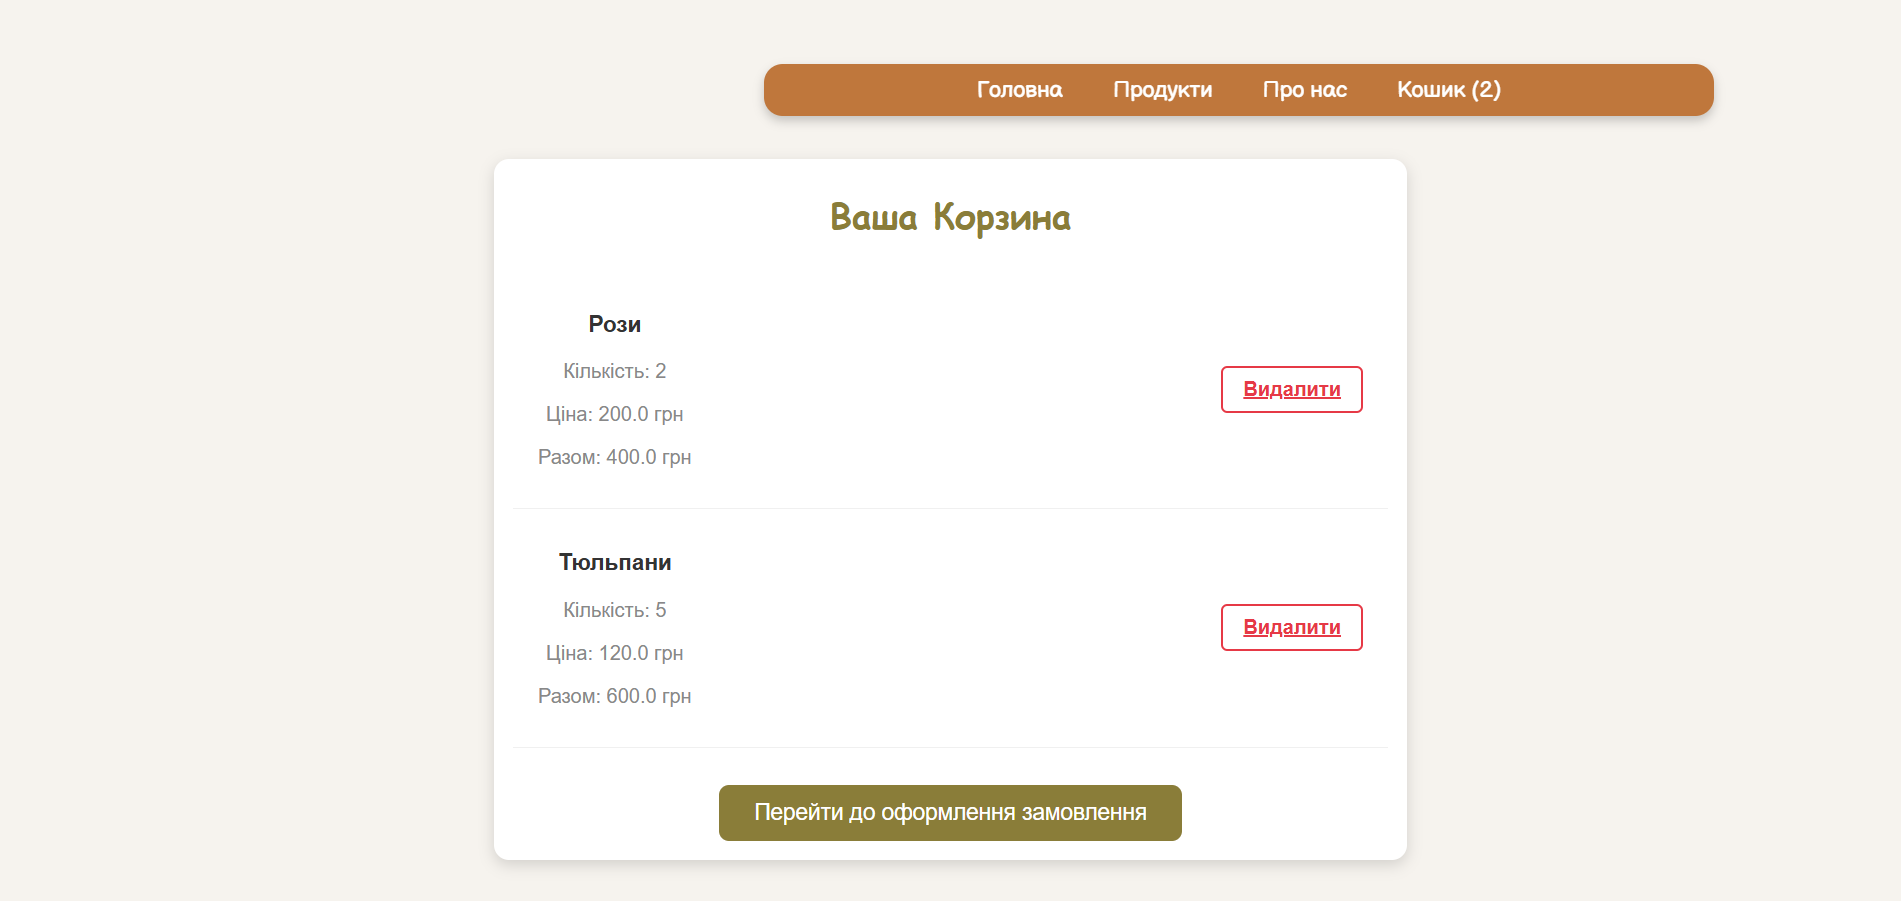 Головна Продукти Про нас Кошик (2)
Ваша Корзина
Рози
Кількість: 2
Ціна: 200.0 грн
Разом: 400.0 грн
Видалити
Тюльпани
Кількість: 5
Ціна: 120.0 грн
Разом: 600.0 грн
Видалити
Перейти до оформлення замовлення